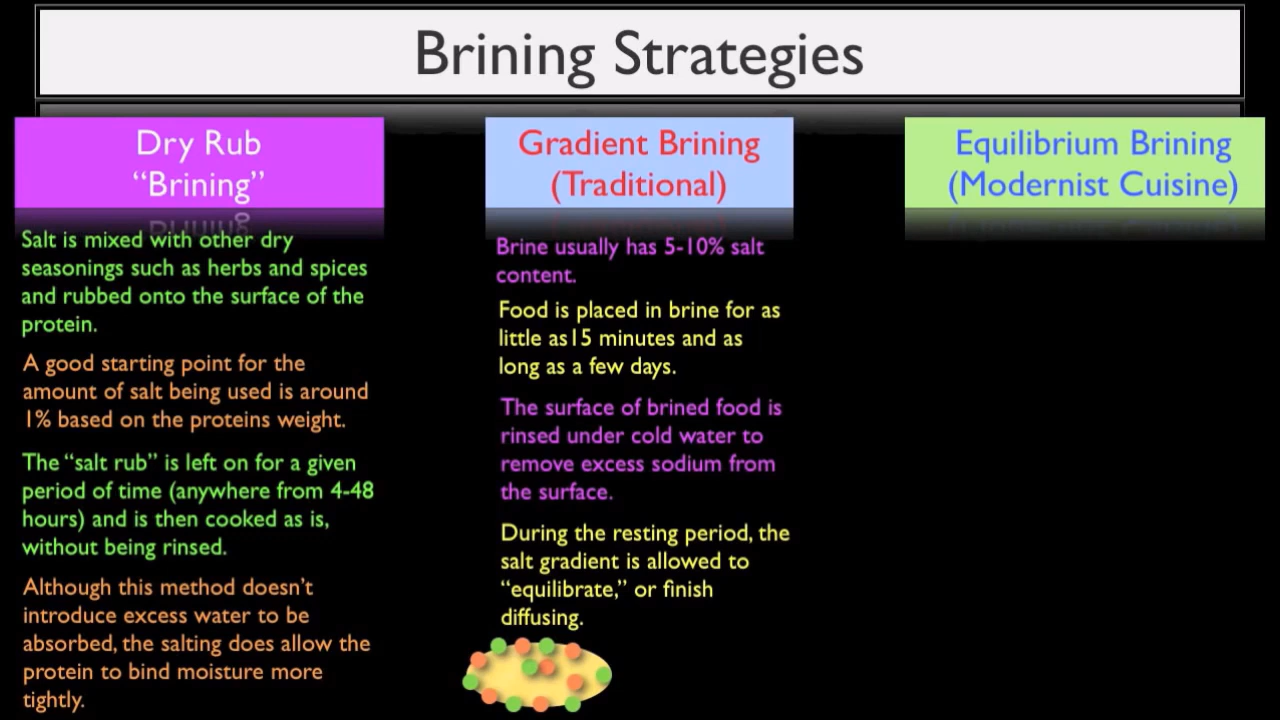 Brining Strategies
Dry Rub
“Brining”
Salt is mixed with other dry
seasonings such as herbs and spices
and rubbed onto the surface of the
protein.
A good starting point for the
amount of salt being used is around
1% based on the proteins weight.
The “salt rub” is left on for a given
period of time (anywhere from 4-48
hours) and is then cooked as is,
without being rinsed.
Although this method doesn’t
introduce excess water to be
absorbed, the salting does allow the
protein to bind moisture more
tightly.
Gradient Brining
(Traditional)
Brine usually has 5-10% salt
content.
Food is placed in brine for as
little as15 minutes and as
long as a few days.
The surface of brined food is
rinsed under cold water to
remove excess sodium from
the surface.
During the resting period, the
salt gradient is allowed to
“equilibrate,” or finish
diffusing.
Equilibrium Brining
(Modernist Cuisine)